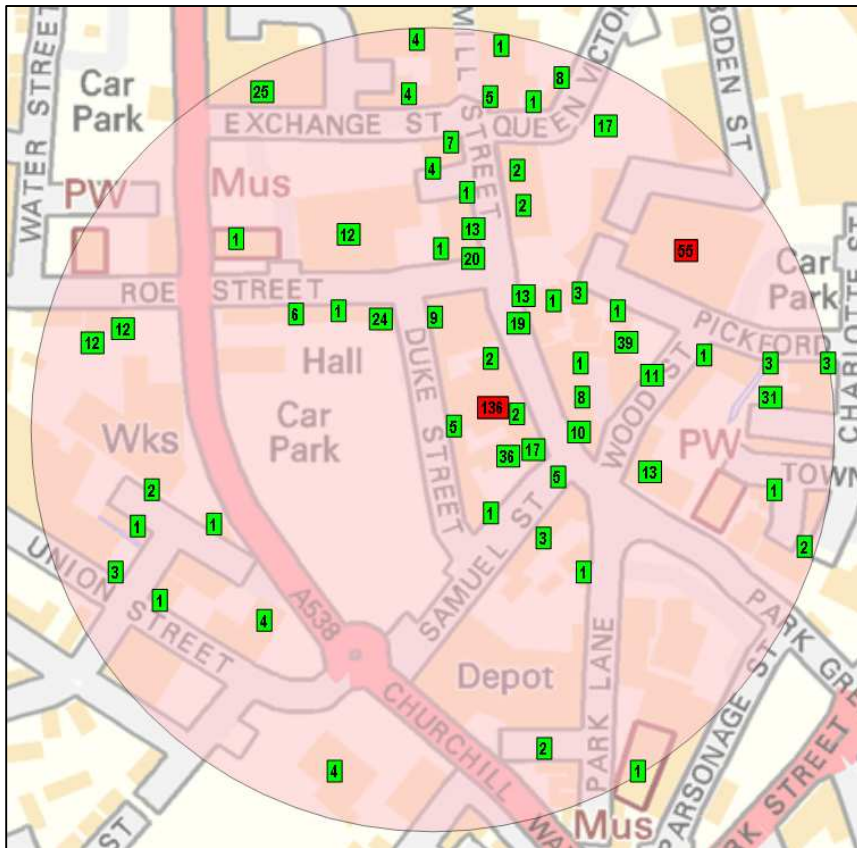 4
1
8
25
4
5
1
Car Park
WATER STREET
MILL STREET
EXCHANGE ST
QUEEN VICTOR
BODEN ST
17
7
4
2
PW
Mus
1
2
1
12
13
1
20
55
Car Park
CHARLOTTE ST
ROE STREET
13
1
3
6
1
24
9
19
1
PICKFORD
12
12
Hall
DUKE STREET
2
39
1
1
3
3
11
WOOD ST
Car Park
136
2
8
31
Wks
5
10
PW
36
17
13
TOWN
5
2
1
1
1
1
3
2
SAMUEL ST
UNION STREET
3
1
1
4
A538
PARK GRE
Depot
PARK LANE
PARSONAGE ST
CHURCHILL WA
2
4
1
Mus
RK STREET
ST